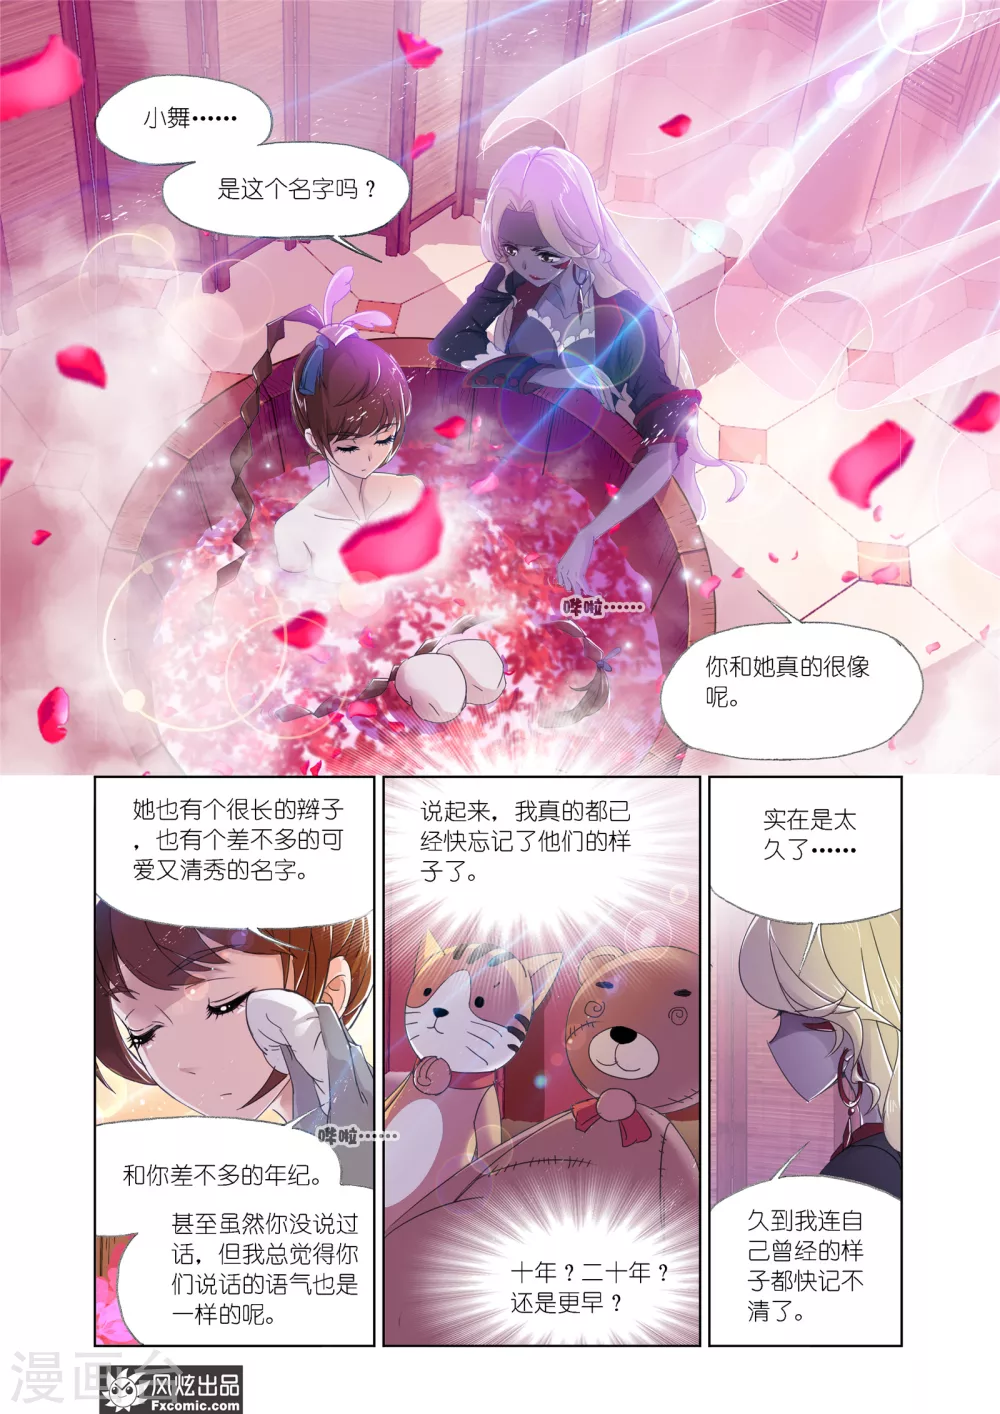 小舞……
是这个名字吗？
哗啦……
你和她真的很像
呢。
她也有个很长的辫子
，也有个差不多的可
爱又清秀的名字。
哗啦……
和你差不多的年纪。
甚至虽然你没说过
话，但我总觉得你
们说话的语气也是
一样的呢。
说起来，我真的都已
经快忘记了他们的样
子了。
十年？二十年？
还是更早？
实在是太
久了……
久到我连自
己曾经的样
子都快记不
清了。
漫画台
风炫出品
Fxcomic.com